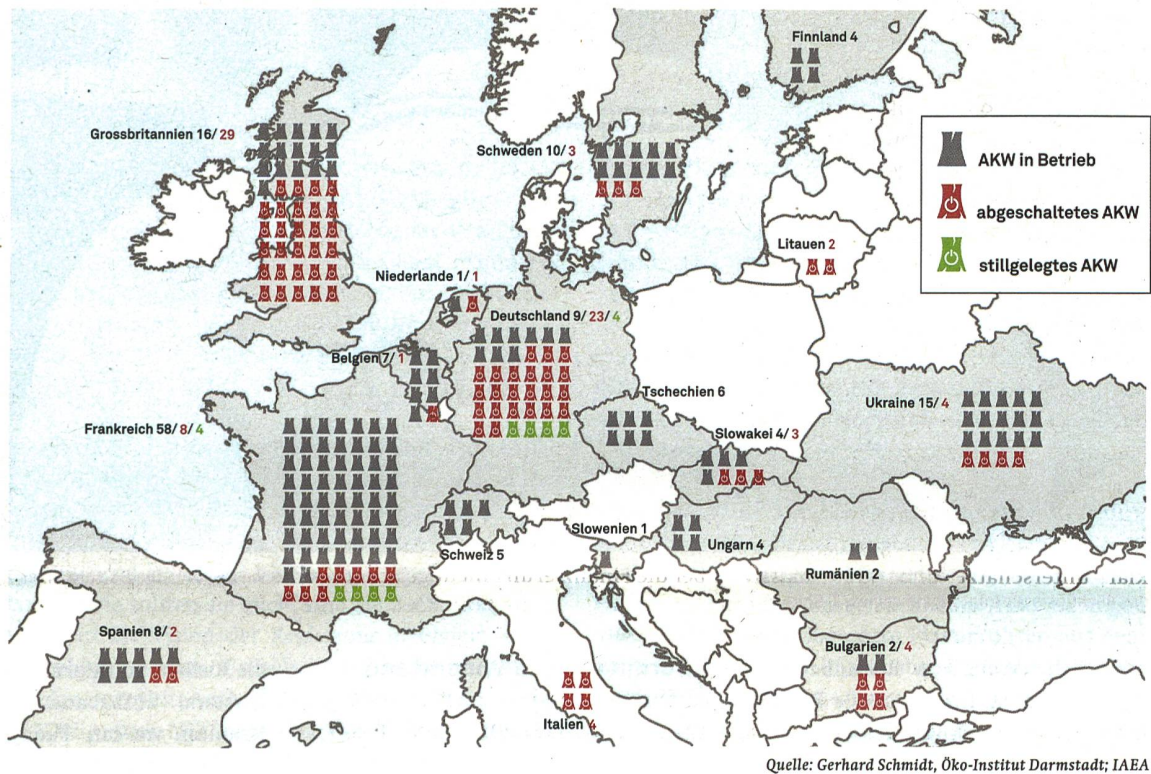 Finnland 4
Grossbritannien 16/ 29
Schweden 10/ 3
AKW in Betrieb
abgeschaltetes AKW
stillgelegtes AKW
Litauen 2
Niederlande 1/ 1
Deutschland 9/ 23/ 4
Belgien 7/ 1
Tschechien 6
Ukraine 15/ 4
Frankreich 58/ 8/ 4
Slowakei 4/ 3
Slowenien 1
Ungarn 4
Schweiz 5
Rumänien 2
Spanien 8/ 2
Bulgarien 2/ 4
Italien 4
Quelle: Gerhard Schmidt, Öko-Institut Darmstadt; IAEA